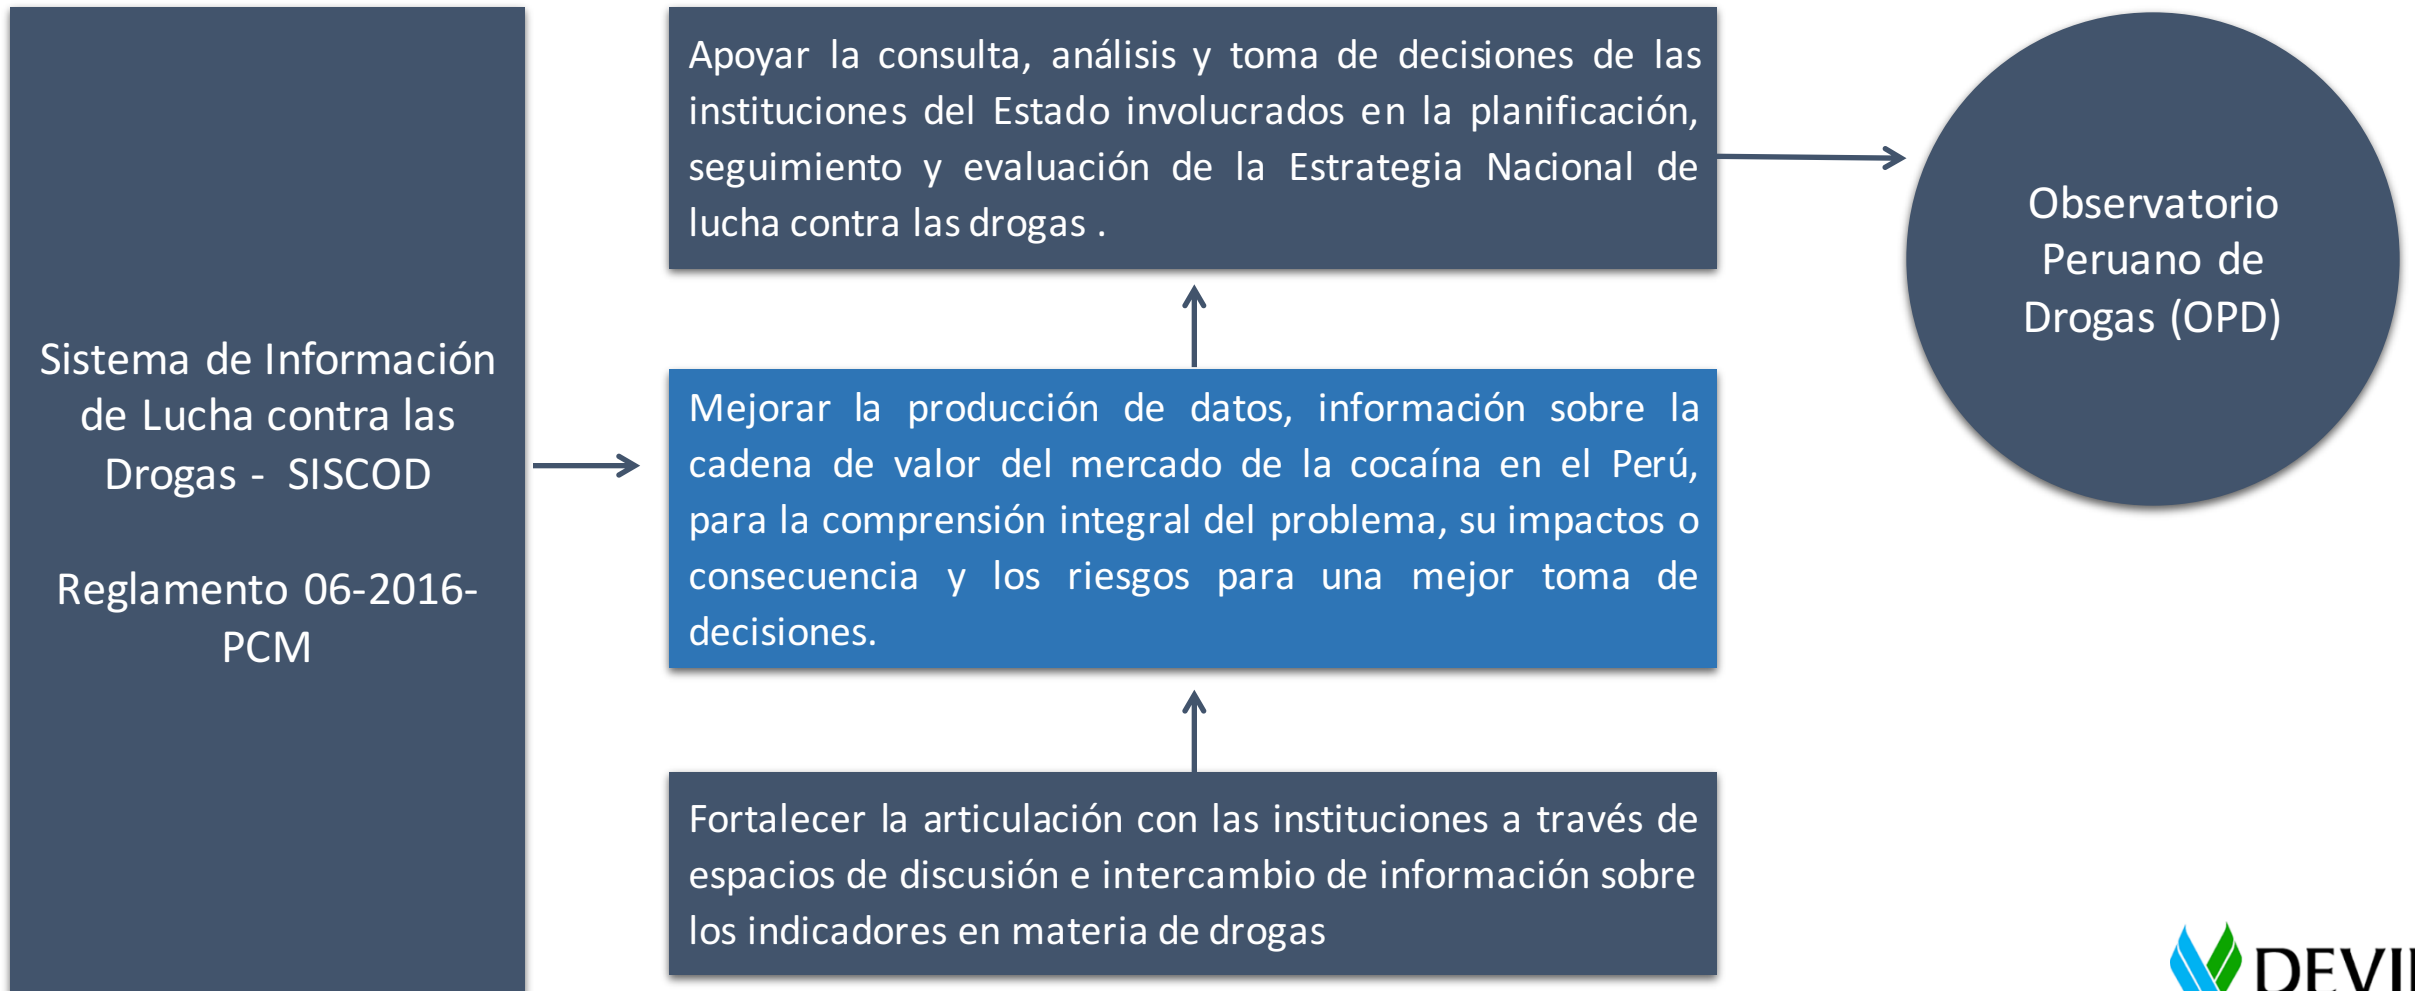 Sistema de Información
de Lucha contra las
Drogas - SISCOD
Reglamento 06-2016-
PCM
Apoyar la consulta, análisis y toma de decisiones de las
instituciones del Estado involucrados en la planificación,
seguimiento y evaluación de la Estrategia Nacional de
lucha contra las drogas .
Mejorar la producción de datos, información sobre la
cadena de valor del mercado de la cocaína en el Perú,
para la comprensión integral del problema, su impactos o
consecuencia y los riesgos para una mejor toma de
decisiones.
Fortalecer la articulación con las instituciones a través de
espacios de discusión e intercambio de información sobre
los indicadores en materia de drogas
Observatorio
Peruano de
Drogas (OPD)